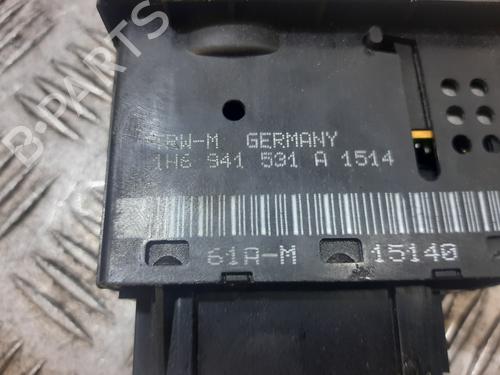 B-PARTS
TRW-M GERMANY
1H6 941 531 A 1514
61A-M 15140